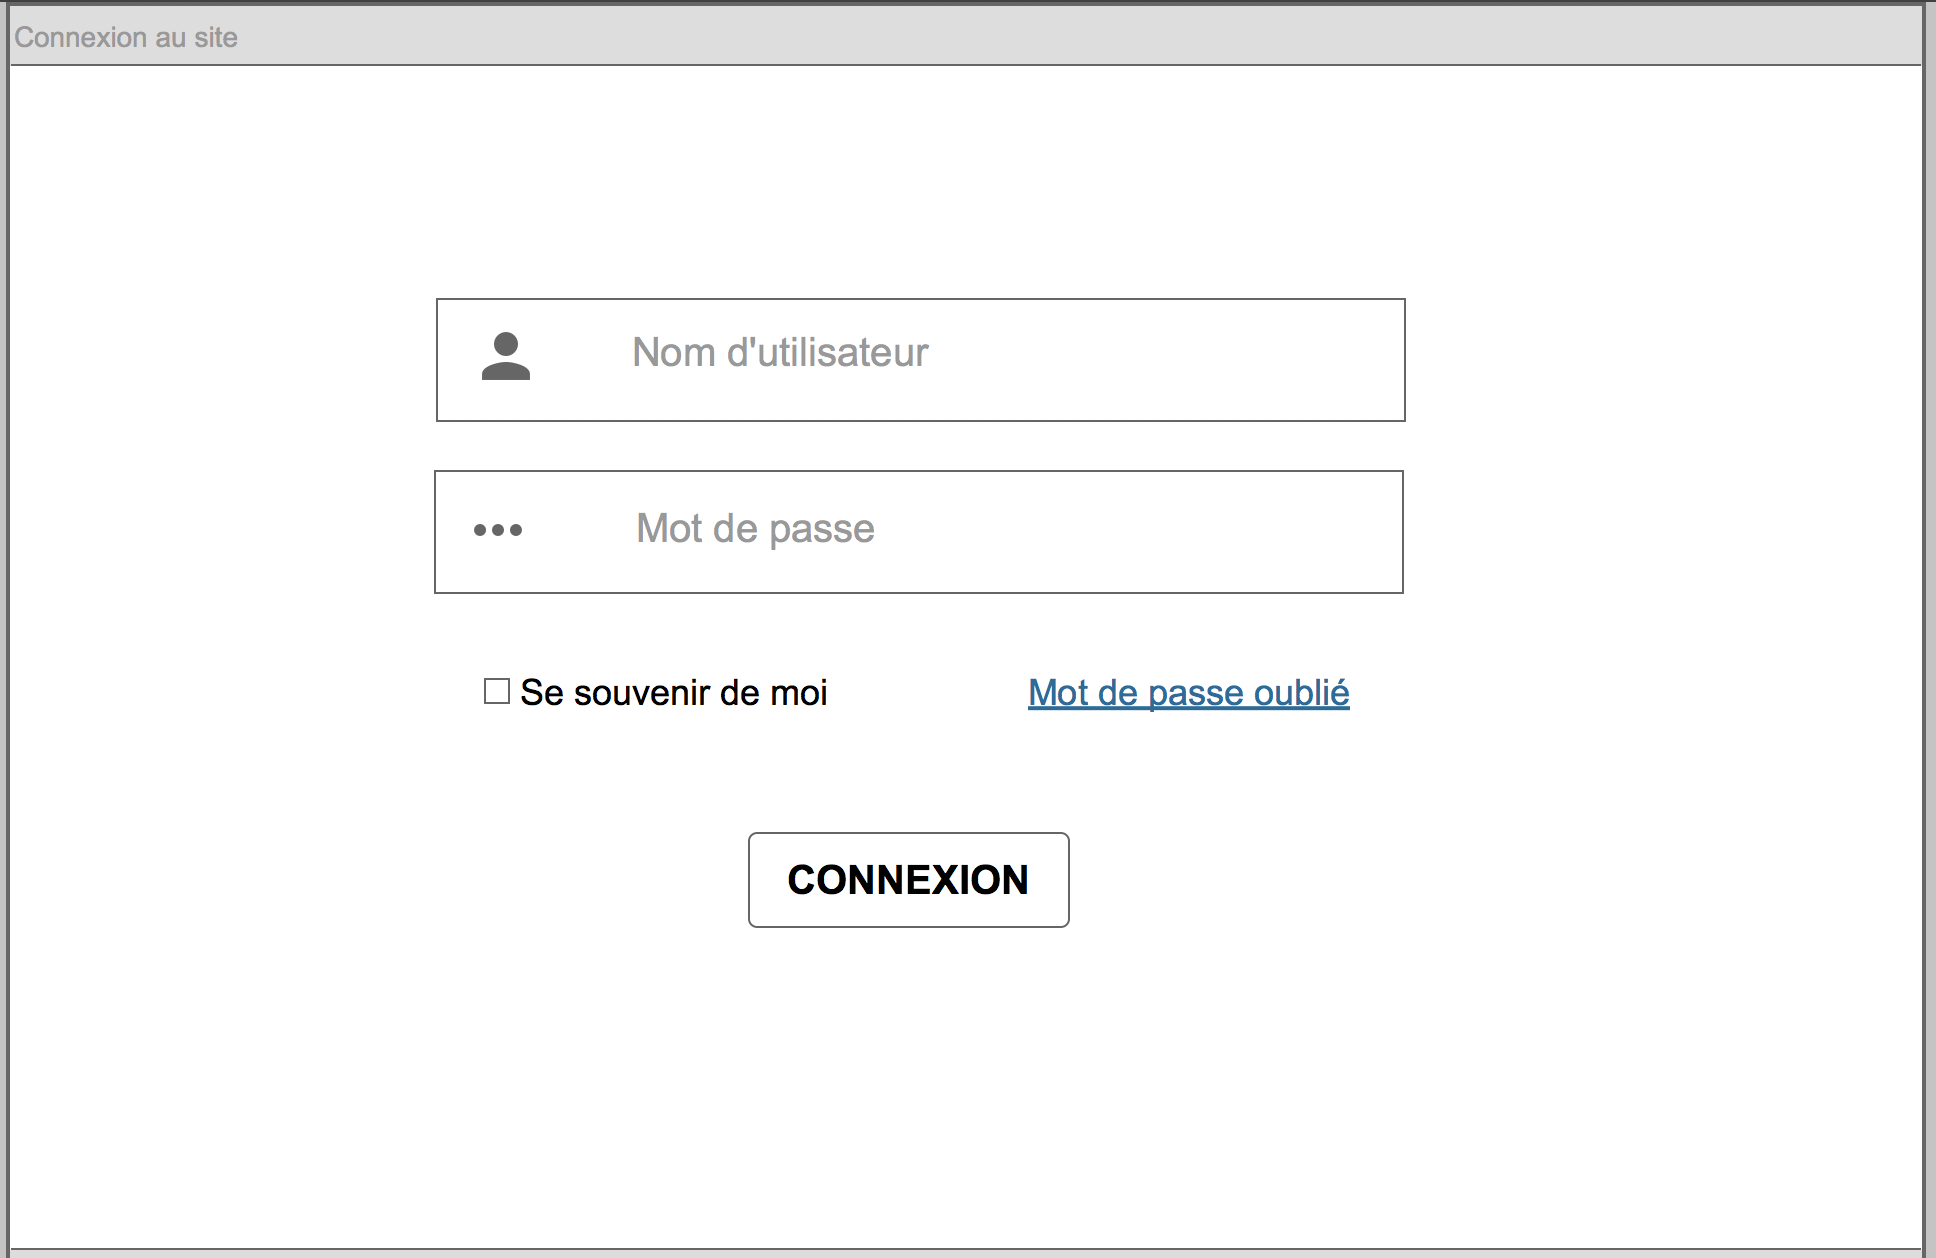 Connexion au site
Nom d'utilisateur
Mot de passe
Se souvenir de moi
Mot de passe oublié
CONNEXION